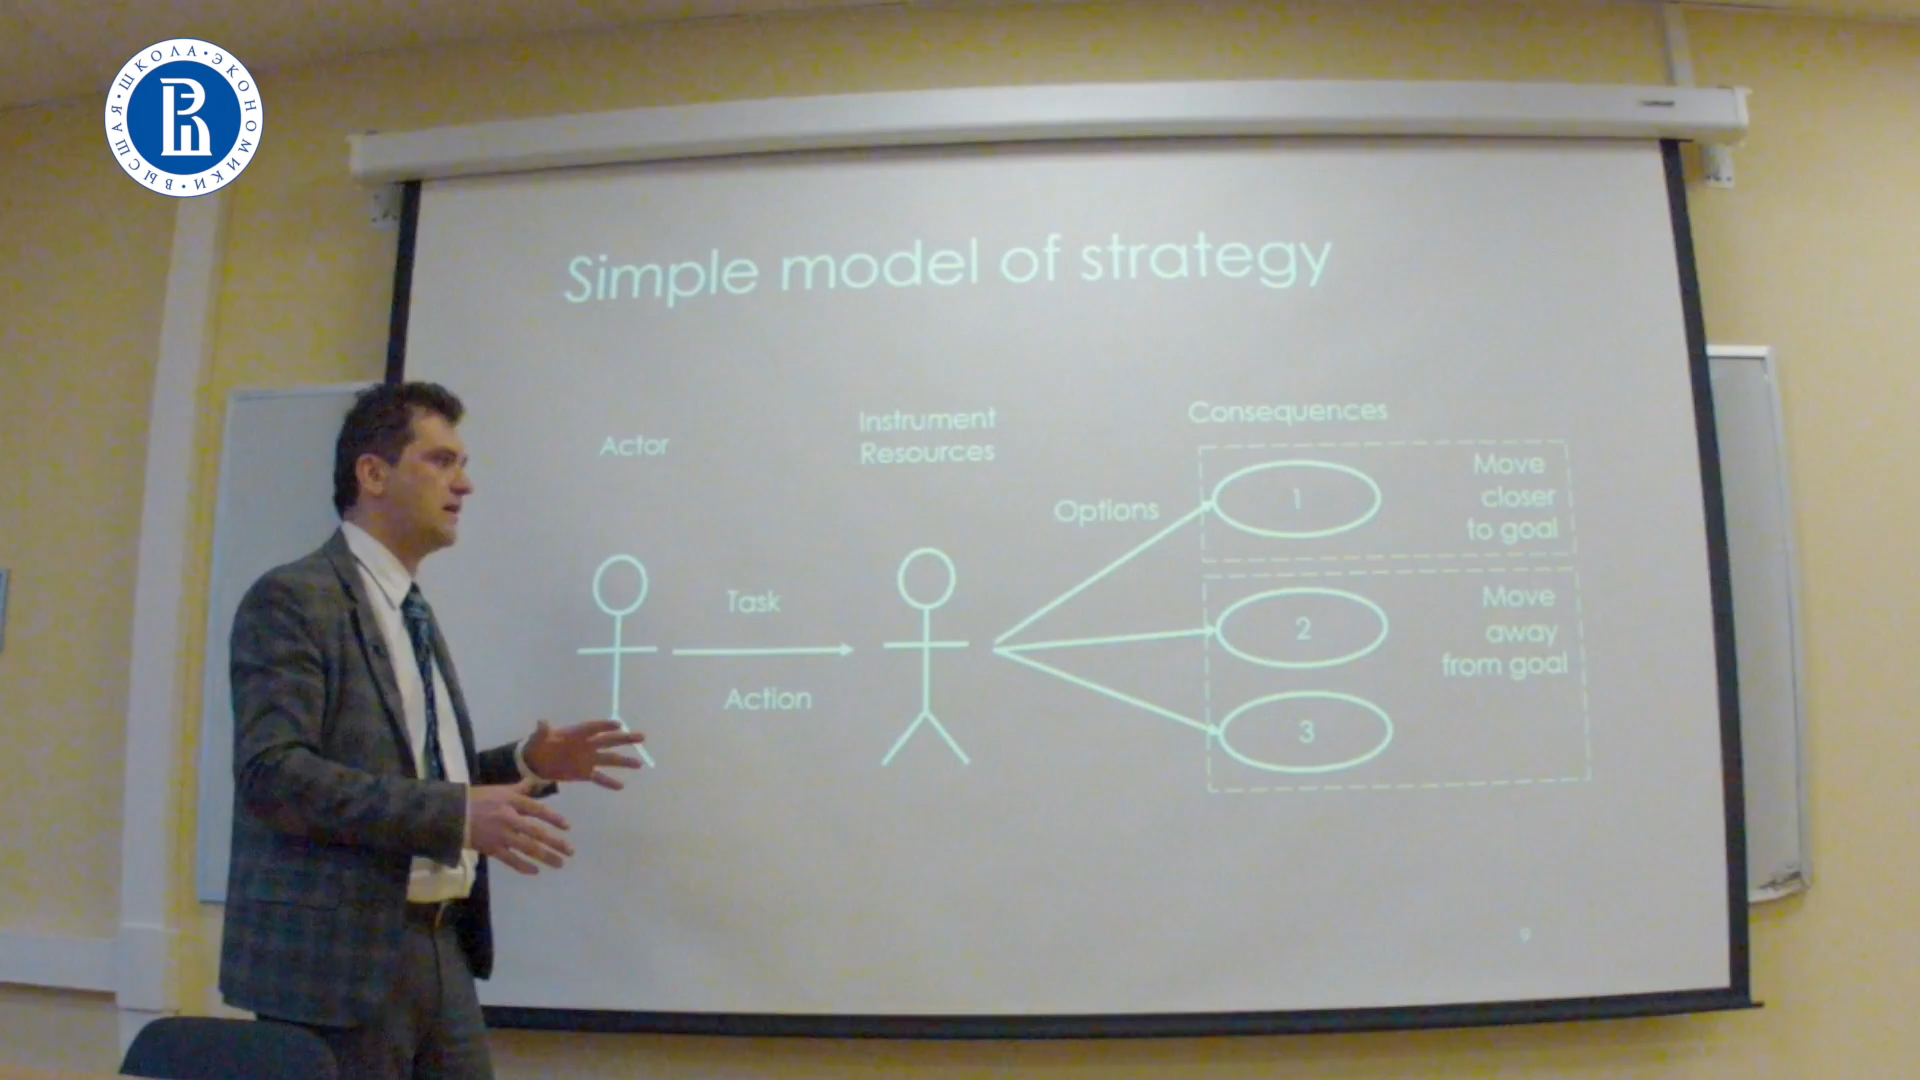 ВЫСШАЯ • ШКОЛА • ЭКОНОМИКИ •
Simple model of strategy
Actor
Instrument
Resources
Consequences
Options
Task
Action
1
Move
closer
to goal
2
Move
away
from goal
3
9